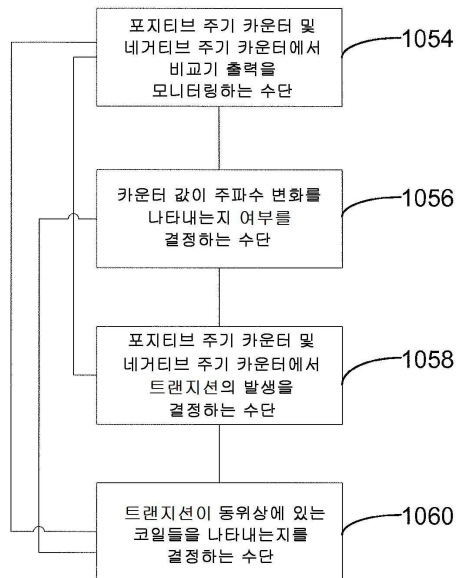 포지티브 주기 카운터 및
네거티브 주기 카운터에서
비교기 출력을
모니터링하는 수단
1054
카운터 값이 주파수 변화를
나타내는지 여부를
결정하는 수단
1056
포지티브 주기 카운터 및
네거티브 주기 카운터에서
트랜지션의 발생을
결정하는 수단
1058
트랜지션이 동위상에 있는
코일들을 나타내는지를
결정하는 수단
1060